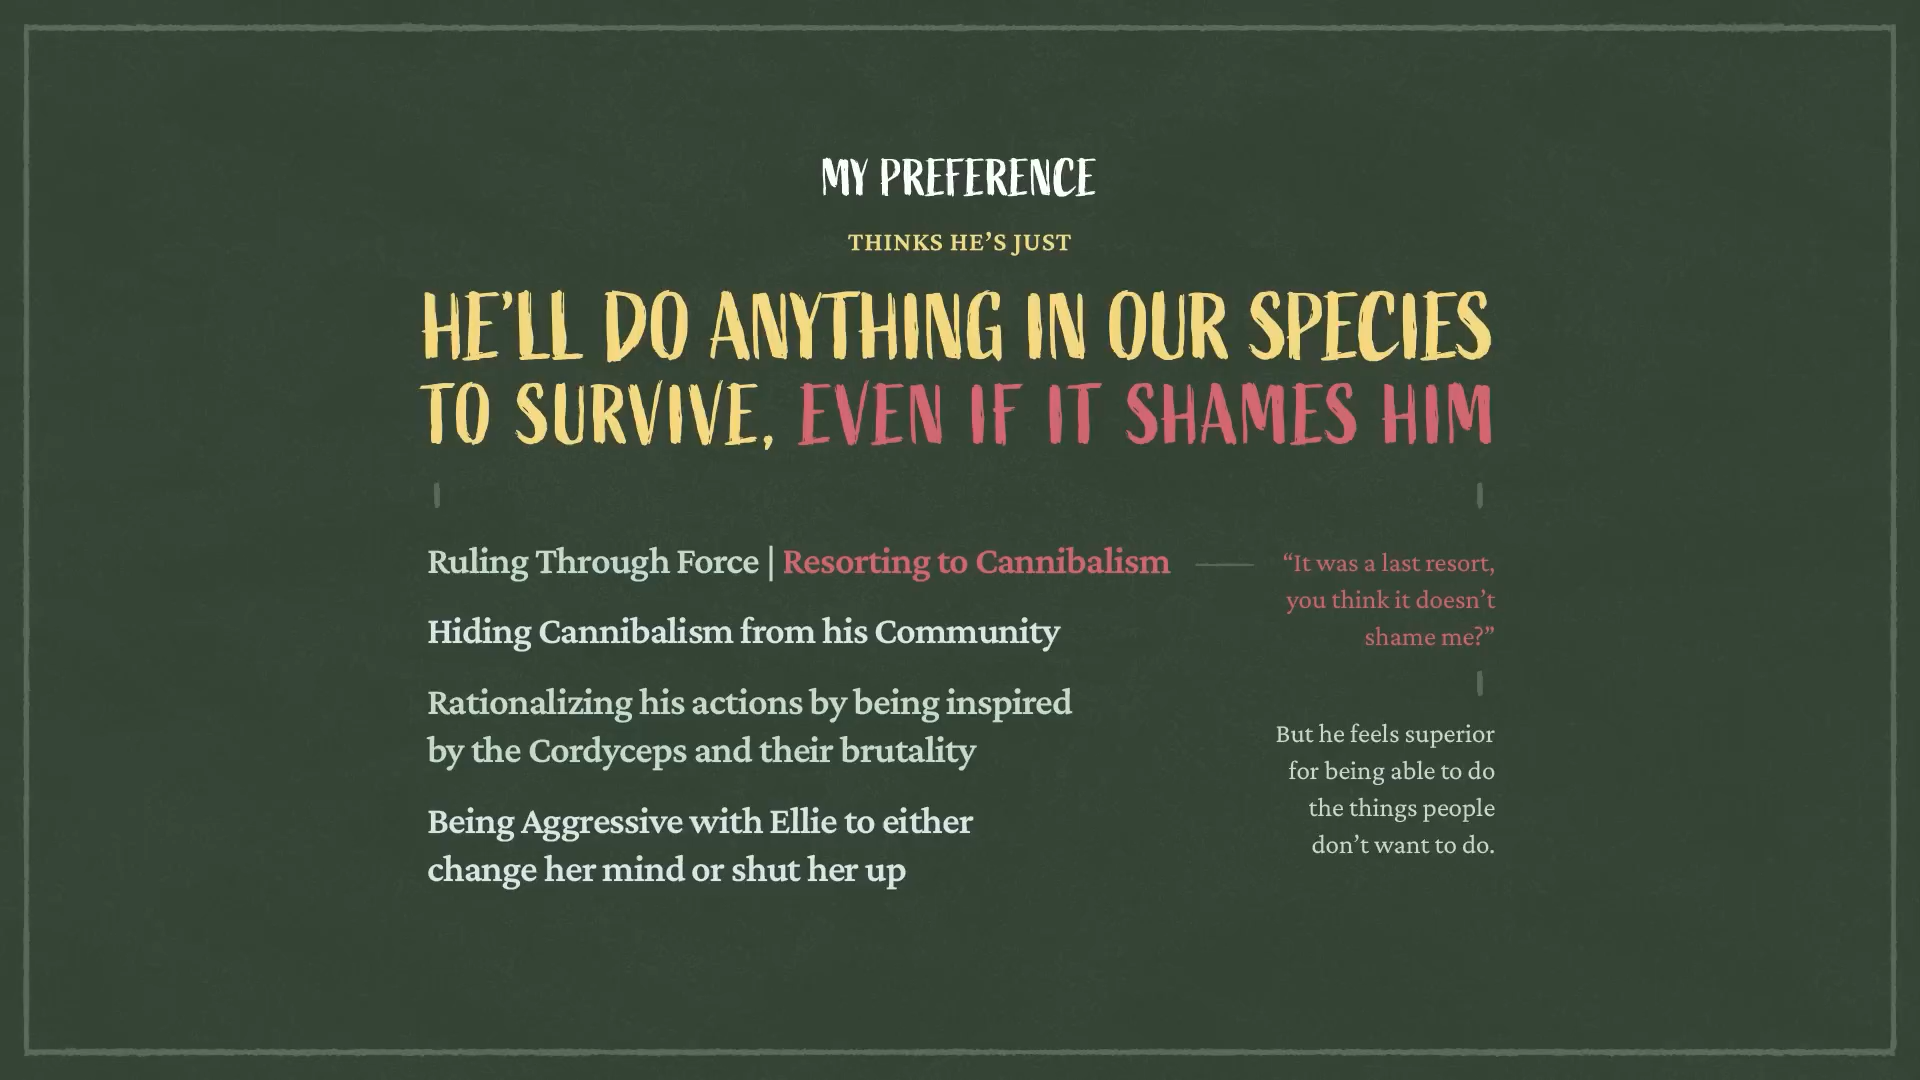 MY PREFERENCE
THINKS HE’S JUST
HE’LL DO ANYTHING IN OUR SPECIES
TO SURVIVE, EVEN IF IT SHAMES HIM
Ruling Through Force | Resorting to Cannibalism
Hiding Cannibalism from his Community
Rationalizing his actions by being inspired
by the Cordyceps and their brutality
Being Aggressive with Ellie to either
change her mind or shut her up
“It was a last resort,
you think it doesn’t
shame me?”
But he feels superior
for being able to do
the things people
don’t want to do.